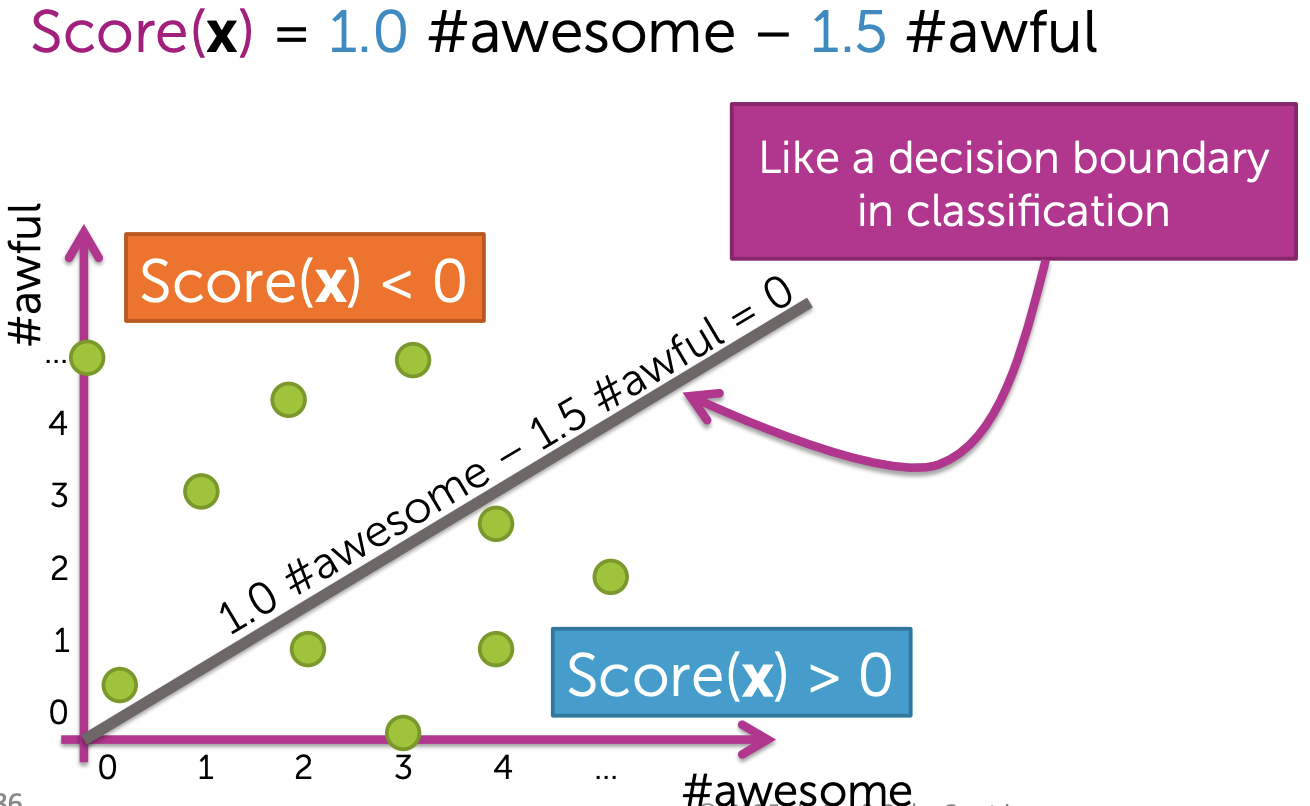 Score(x) = 1.0 #awesome – 1.5 #awful
Like a decision boundary
in classification
#awful
Score(x) < 0
1.0 #awesome – 1.5 #awful = 0
...
4
3
2
1
0
Score(x) > 0
0 1 2 3 4 ...
#awesome